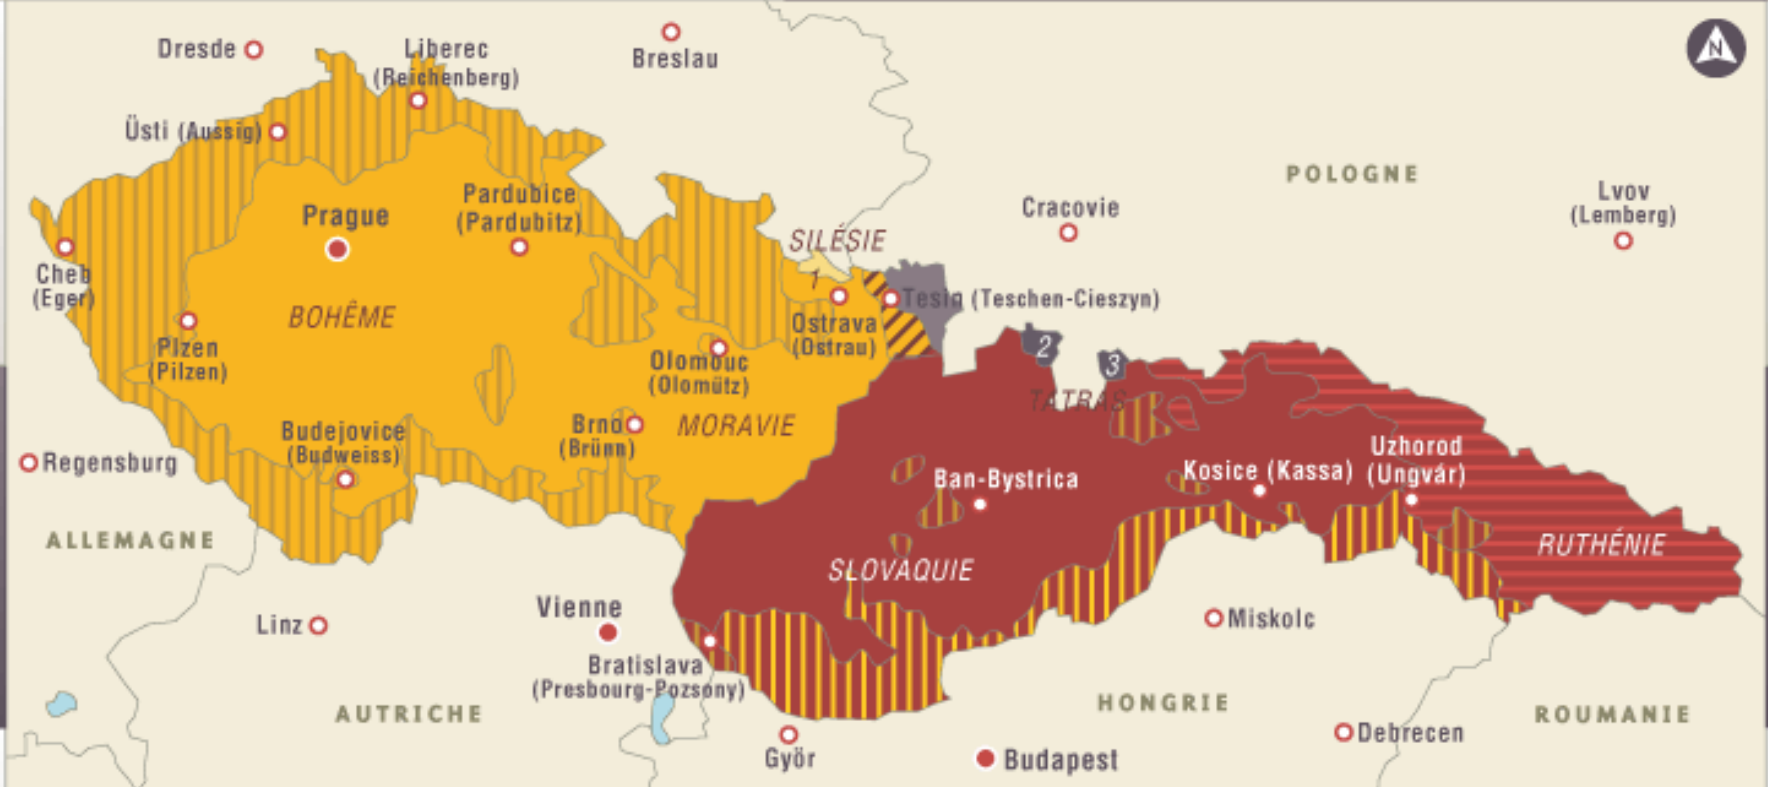 Dresde
Liberec
(Reichenberg)
Breslau
N
Üsti (Aussig)
POLOGNE
Pardubice
(Pardubitz)
Prague
Cracovie
Lvov
(Lemberg)
SILÉSIE
Cheb
(Eger)
1
Tesin (Teschen-Cieszyn)
BOHÊME
Ostrava
(Ostrau)
Plzen
(Pilzen)
Olomouc
(Olomütz)
2
3
TATRAS
Budejovice
(Budweiss)
Brno
(Brünn)
MORAVIE
Regensburg
Ban-Bystrica
Kosice (Kassa)
Uzhorod
(Ungvár)
ALLEMAGNE
SLOVAQUIE
RUTHÉNIE
Linz
Vienne
Miskolc
Bratislava
(Presbourg-Pozsony)
AUTRICHE
HONGRIE
ROUMANIE
Györ
Budapest
Debrecen